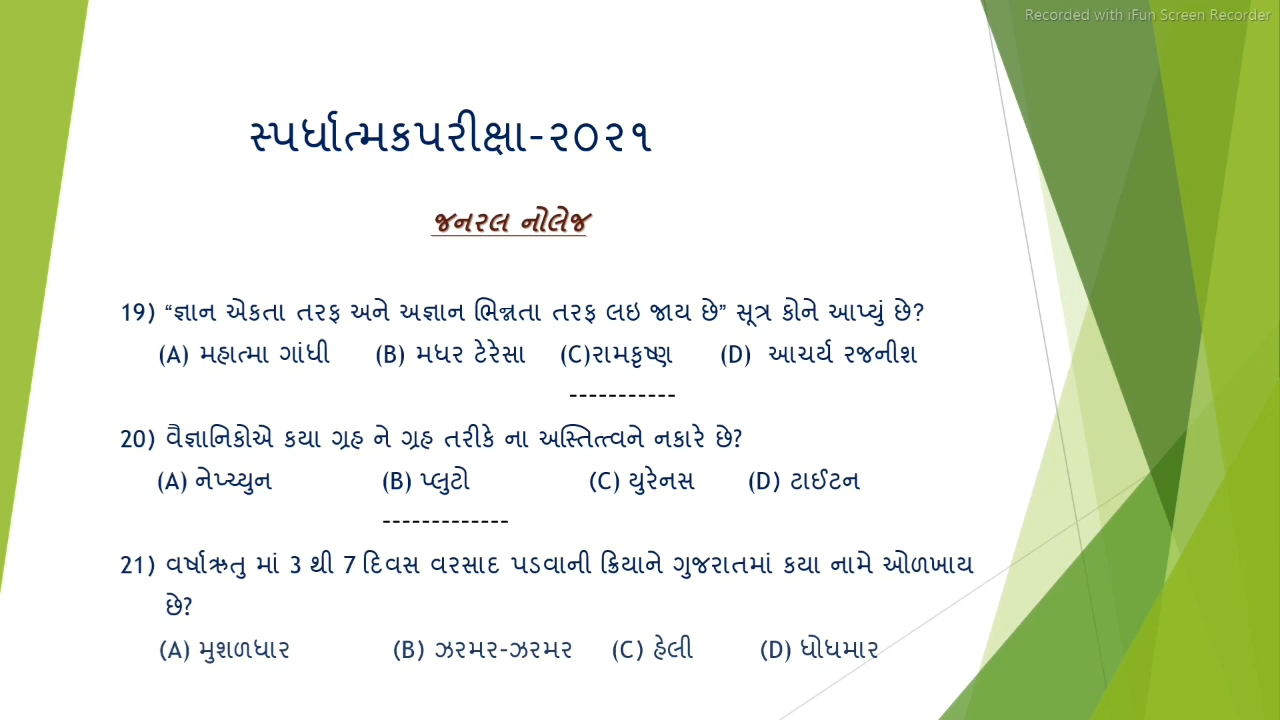 Recorded with iFun Screen Recorder
સ્પર્ધાત્મકપરીક્ષા-૨૦૨૧
જનરલ નોલેજ
19) “જ્ઞાન એકતા તરફ અને અજ્ઞાન ભિન્નતા તરફ લઇ જાય છે” સૂત્ર કોને આપ્યું છે?
(A) મહાત્મા ગાંધી (B) મધર ટેરેસા (C)રામકૃષ્ણ (D) આચર્ય રજનીશ
-----------
20) વૈજ્ઞાનિકોએ કયા ગ્રહ ને ગ્રહ તરીકે ના અસ્તિત્ત્વને નકારે છે?
(A) નેપ્ચ્યુન (B) પ્લુટો (C) યુરેનસ (D) ટાઈટન
-------------
21) વર્ષાઋતુ માં 3 થી 7 દિવસ વરસાદ પડવાની ક્રિયાને ગુજરાતમાં કયા નામે ઓળખાય
છે?
(A) મુશળધાર (B) ઝરમર-ઝરમર (C) હેલી (D) ધોધમાર